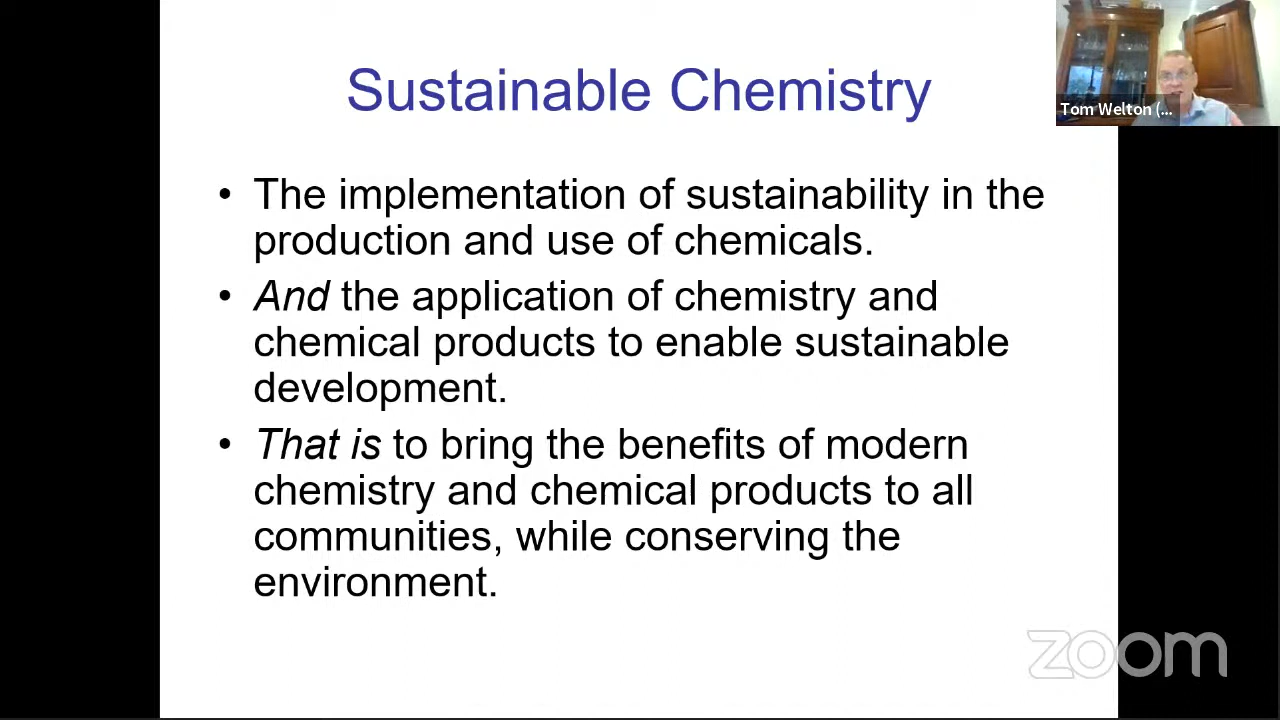 Sustainable Chemistry
Tom Welton (...
• The implementation of sustainability in the
production and use of chemicals.
• And the application of chemistry and
chemical products to enable sustainable
development.
• That is to bring the benefits of modern
chemistry and chemical products to all
communities, while conserving the
environment.
zoom